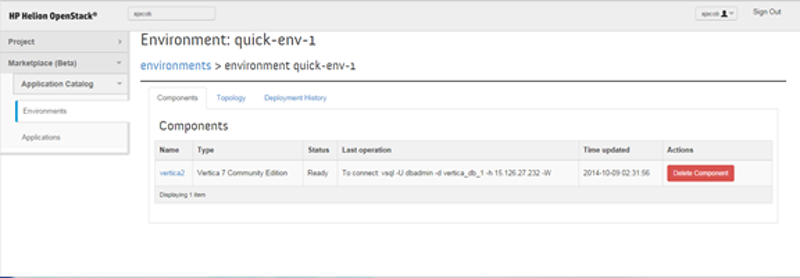 HP Helion OpenStack®
Sign Out
Project
Marketplace (Beta)
Application Catalog
Environments
Applications
Environment: quick-env-1
environments > environment quick-env-1
Components Topology Deployment History
Components
Name Type Status Last operation Time updated Actions
vertica2 Vertica 7 Community Edition Ready To connect: vsql -U dbadmin -d vertica_db_1 -h 15.126.27.232 -W 2014-10-09 02:31:56 Delete Component
Displaying 1 item